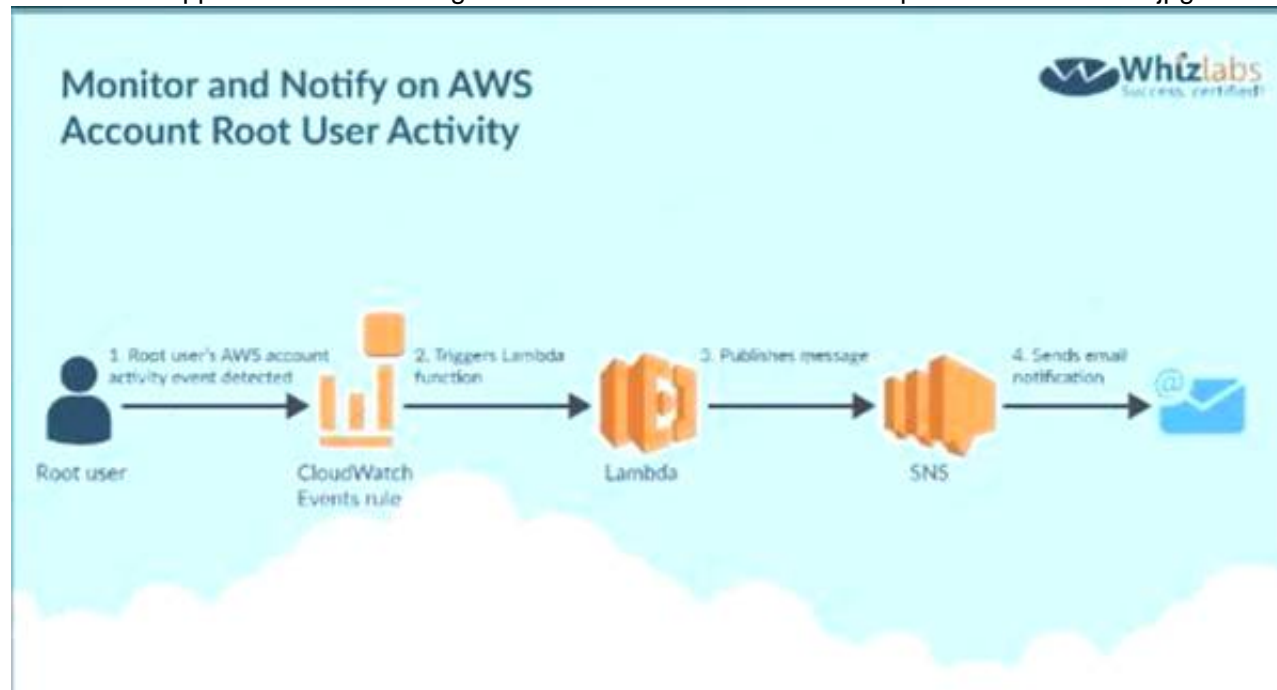 Monitor and Notify on AWS
Account Root User Activity
Whizlabs
Success. certified!
1. Root user's AWS account
activity event detected
2. Triggers Lambda
function
3. Publishes message
4. Sends email
notification
@
Root user
CloudWatch
Events rule
Lambda
SNS